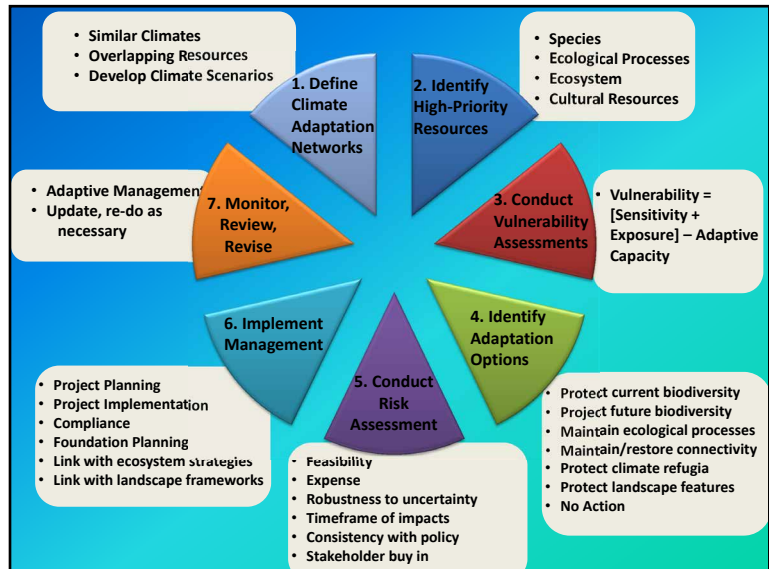 • Similar Climates
• Overlapping Resources
• Develop Climate Scenarios
1. Define
Climate
Adaptation
Networks
2. Identify
High-Priority
Resources
• Species
• Ecological Processes
• Ecosystem
• Cultural Resources
3. Conduct
Vulnerability
Assessments
• Vulnerability =
[Sensitivity +
Exposure] – Adaptive
Capacity
4. Identify
Adaptation
Options
• Protect current biodiversity
• Project future biodiversity
• Maintain ecological processes
• Maintain/restore connectivity
• Protect climate refugia
• Protect landscape features
• No Action
5. Conduct
Risk
Assessment
• Feasibility
• Expense
• Robustness to uncertainty
• Timeframe of impacts
• Consistency with policy
• Stakeholder buy in
6. Implement
Management
• Project Planning
• Project Implementation
• Compliance
• Foundation Planning
• Link with ecosystem strategies
• Link with landscape frameworks
7. Monitor,
Review,
Revise
• Adaptive Management
• Update, re-do as
necessary